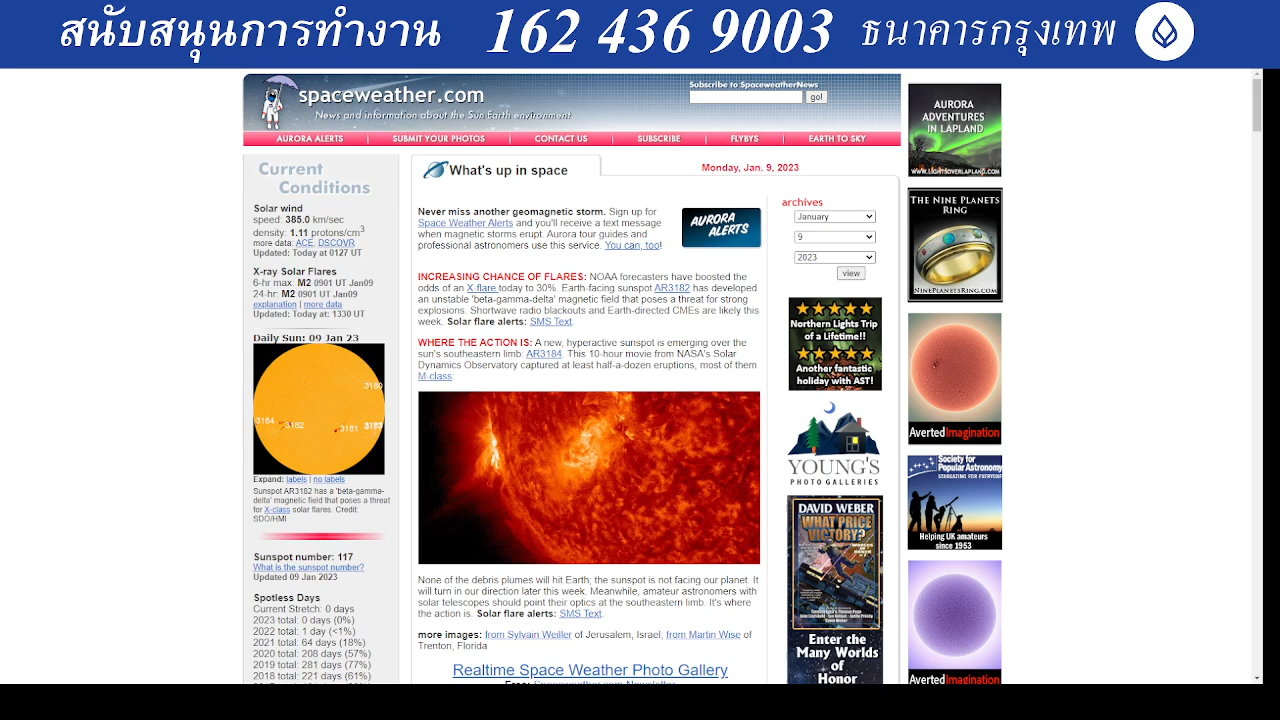 สนับสนุนการทำงาน 162 436 9003 ธนาคารกรุงเทพ
spaceweather.com
News and information about the Sun Earth environment
Subscribe to SpaceweatherNews
go!
AURORA ALERTS | SUBMIT YOUR PHOTOS | CONTACT US | SUBSCRIBE | FLYBYS | EARTH TO SKY
Current
Conditions
Solar wind
speed: 385.0 km/sec
density: 1.11 protons/cm3
more data: ACE, DSCOVR
Updated: Today at 0127 UT
X-ray Solar Flares
6-hr max: M2 0901 UT Jan09
24-hr: M2 0901 UT Jan09
explanation | more data
Updated: Today at: 1330 UT
Daily Sun: 09 Jan 23
3180
3184
3182
3181
Expand: labels | no labels
Sunspot AR3182 has a 'beta-gamma-
delta' magnetic field that poses a threat
for X-class solar flares. Credit:
SDO/HMI
Sunspot number: 117
What is the sunspot number?
Updated 09 Jan 2023
Spotless Days
Current Stretch: 0 days
2023 total: 0 days (0%)
2022 total: 1 day (<1%)
2021 total: 64 days (18%)
2020 total: 208 days (57%)
2019 total: 281 days (77%)
2018 total: 221 days (61%)
What's up in space
Monday, Jan. 9, 2023
Never miss another geomagnetic storm. Sign up for
Space Weather Alerts and you'll receive a text message
when magnetic storms erupt. Aurora tour guides and
professional astronomers use this service. You can, too!
AURORA
ALERTS
INCREASING CHANCE OF FLARES: NOAA forecasters have boosted the
odds of an X-flare today to 30%. Earth-facing sunspot AR3182 has developed
an unstable 'beta-gamma-delta' magnetic field that poses a threat for strong
explosions. Shortwave radio blackouts and Earth-directed CMEs are likely this
week. Solar flare alerts: SMS Text.
WHERE THE ACTION IS: A new, hyperactive sunspot is emerging over the
sun's southeastern limb: AR3184. This 10-hour movie from NASA's Solar
Dynamics Observatory captured at least half-a-dozen eruptions, most of them
M-class:
None of the debris plumes will hit Earth; the sunspot is not facing our planet. It
will turn in our direction later this week. Meanwhile, amateur astronomers with
solar telescopes should point their optics at the southeastern limb. It's where
the action is. Solar flare alerts: SMS Text.
more images: from Sylvain Weiller of Jerusalem, Israel; from Martin Wise of
Trenton, Florida
Realtime Space Weather Photo Gallery
Free: Spaceweather.com Newsletter
archives
January
9
2023
view
Northern Lights Trip
of a Lifetime!!
Another fantastic
holiday with AST!
YOUNG'S
PHOTO GALLERIES
DAVID WEBER
WHAT PRICE
VICTORY?
Enter the
Many Worlds
of
Honor
AURORA
ADVENTURES
IN LAPLAND
WWW.LIGHTSOVERLAPLAND.COM
THE NINE PLANETS
RING
NINEPLANETSRING.COM
AvertedImagination
Society for
Popular Astronomy
STARGAZING FOR EVERYONE
Helping UK amateurs
since 1953
AvertedImagination